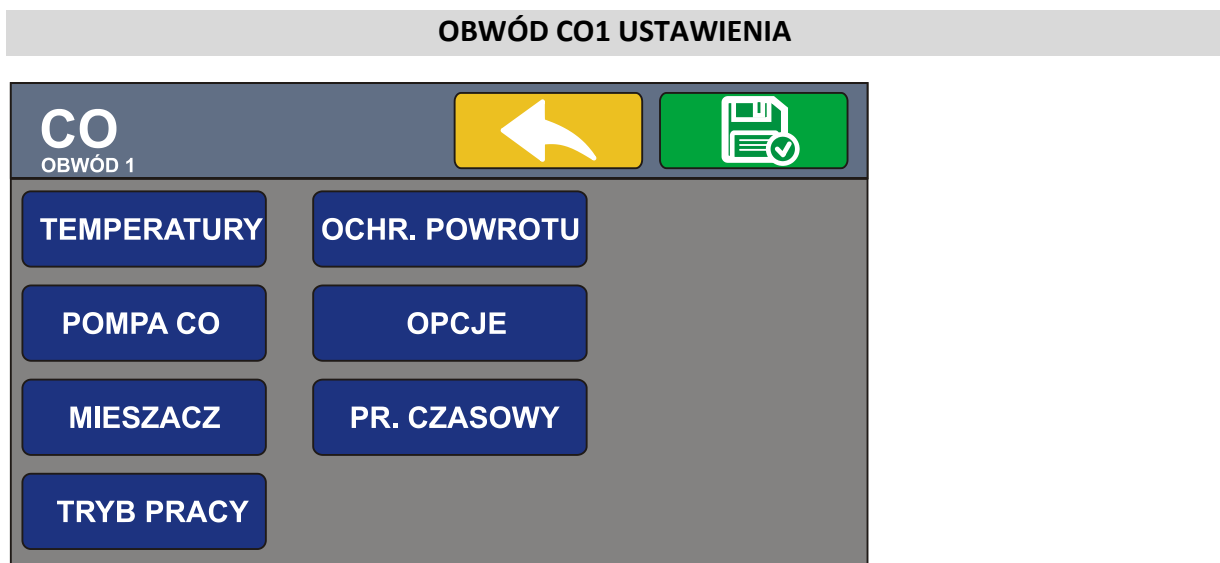 OBWÓD CO1 USTAWIENIA
CO
OBWÓD 1
TEMPERATURY
OCHR. POWROTU
POMPA CO
OPCJE
MIESZACZ
PR. CZASOWY
TRYB PRACY